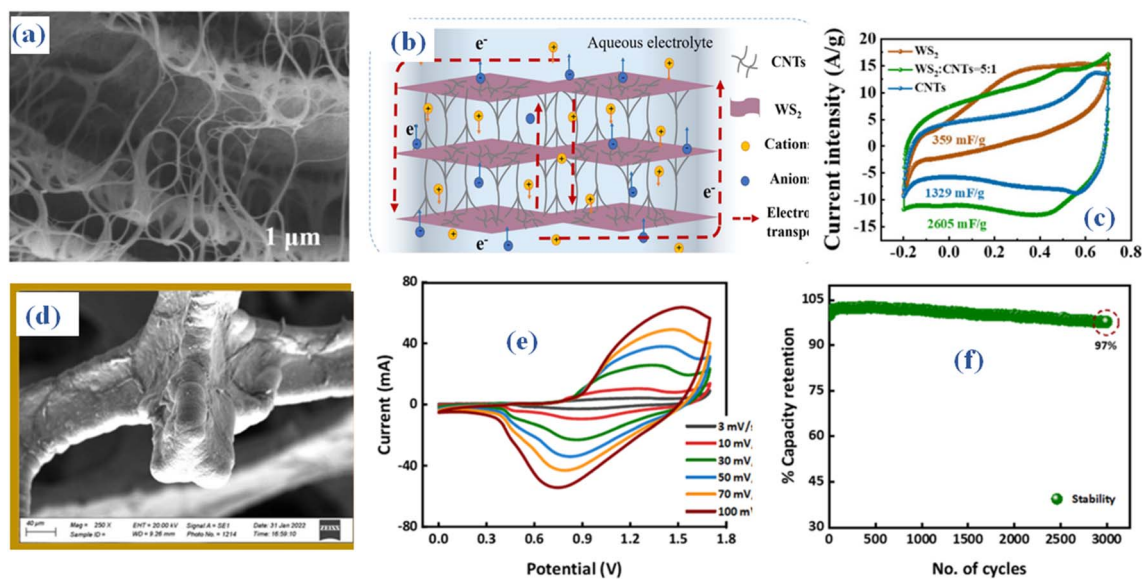 (a)
1 μm
(b)
e-
Aqueous electrolyte
CNTs
WS2
Cations
Anions
Electro
transpo
e-
e-
e-
Current intensity (A/g)
20
15
10
5
0
-5
-10
-15
WS2
WS2:CNTs=5:1
CNTs
359 mF/g
1329 mF/g
2605 mF/g
(c)
-0.2 0.0 0.2 0.4 0.6 0.8
(d)
40 μm
Mag = 250 X
EHT = 20.00 kV
Signal A = SE1
Date: 31 Jan 2022
Sample ID =
WD = 9.26 mm
Photo No. = 1214
Time: 16:59:10
ZEISS
Current (mA)
80
40
0
-40
-80
(e)
3 mV/s
10 mV/
30 mV/
50 mV/
70 mV/
100 mV
0.0 0.3 0.6 0.9 1.2 1.5 1.8
Potential (V)
% Capacity retention
105
90
75
60
45
30
97%
(f)
Stability
0 500 1000 1500 2000 2500 3000
No. of cycles